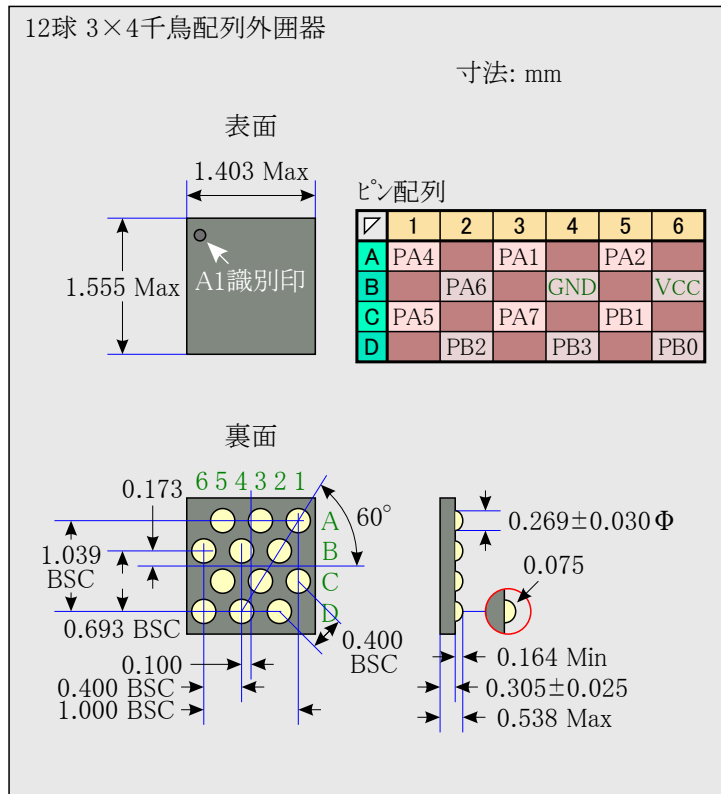 12球 3×4千鳥配列外囲器
寸法: mm
表面
1.403 Max
1.555 Max
A1識別印
ピン配列
1 2 3 4 5 6
A PA4 PA1 PA2
B PA6 GND VCC
C PA5 PA7 PB1
D PB2 PB3 PB0
裏面
6 5 4 3 2 1
A
B
C
D
60°
0.173
1.039
BSC
0.693 BSC
0.100
0.400 BSC
1.000 BSC
0.400
BSC
0.269±0.030Φ
0.075
0.164 Min
0.305±0.025
0.538 Max